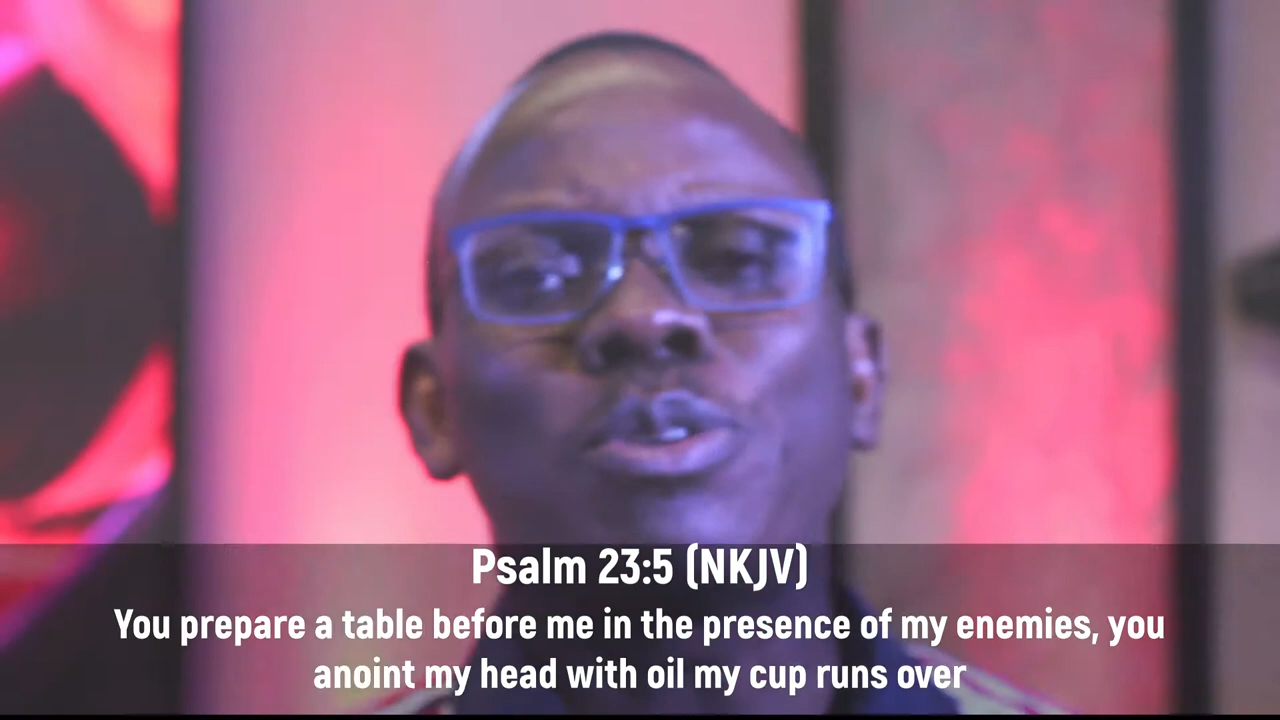 Psalm 23:5 (NKJV)
You prepare a table before me in the presence of my enemies, you
anoint my head with oil my cup runs over